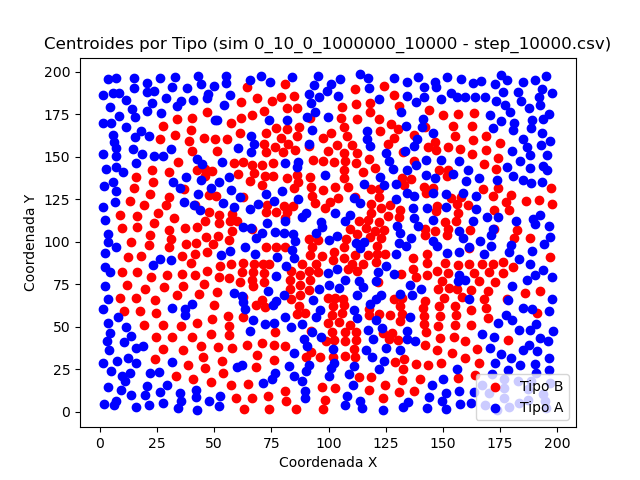 Centroides por Tipo (sim 0_10_0_1000000_10000 - step_10000.csv)
Coordenada Y
200
175
150
125
100
75
50
25
0
0 25 50 75 100 125 150 175 200
Coordenada X
Tipo B
Tipo A